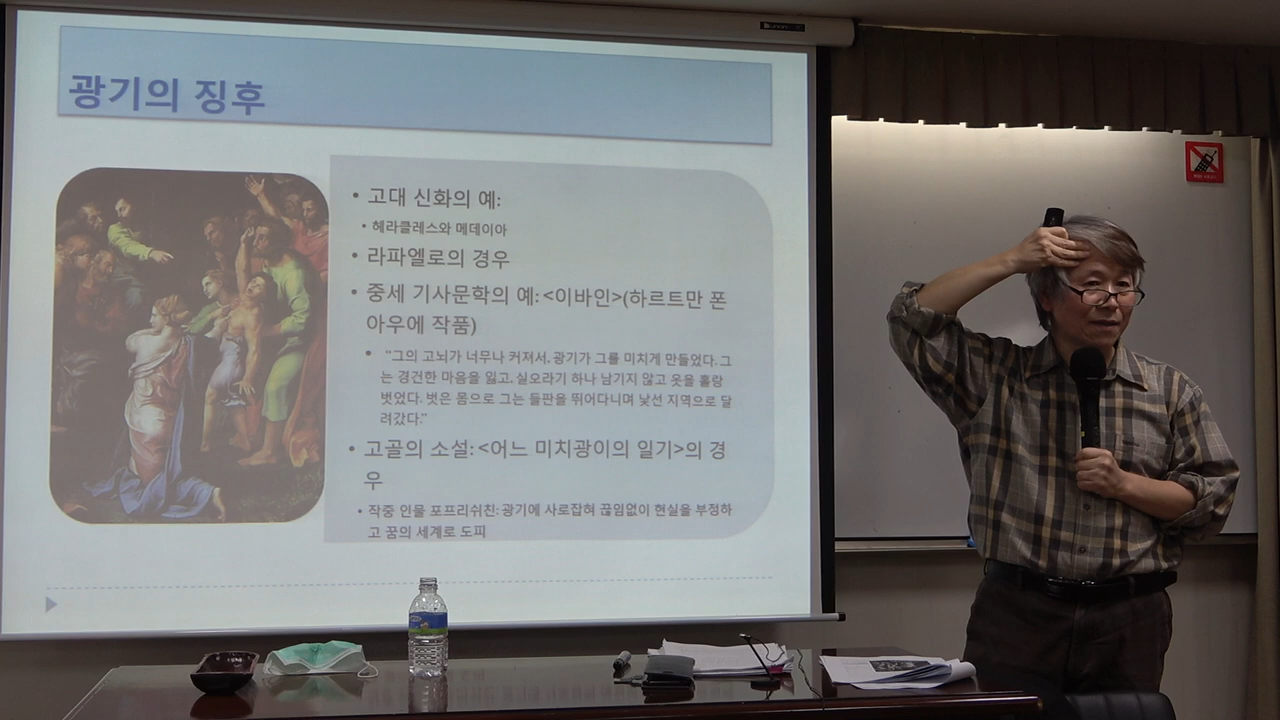 광기의 징후
• 고대 신화의 예:
• 헤라클레스와 메데이아
• 라파엘로의 경우
• 중세 기사문학의 예: <이바인>(하르트만 폰
아우에 작품)
• "그의 고뇌가 너무나 커져서, 광기가 그를 미치게 만들었다. 그
는 경건한 마음을 잃고, 실오라기 하나 남기지 않고 옷을 홀랑
벗었다. 벗은 몸으로 그는 들판을 뛰어다니며 낯선 지역으로 달
려갔다."
• 고골의 소설: <어느 미치광이의 일기>의 경
우
• 작중 인물 포프리쉬친: 광기에 사로잡혀 끊임없이 현실을 부정하
고 꿈의 세계로 도피